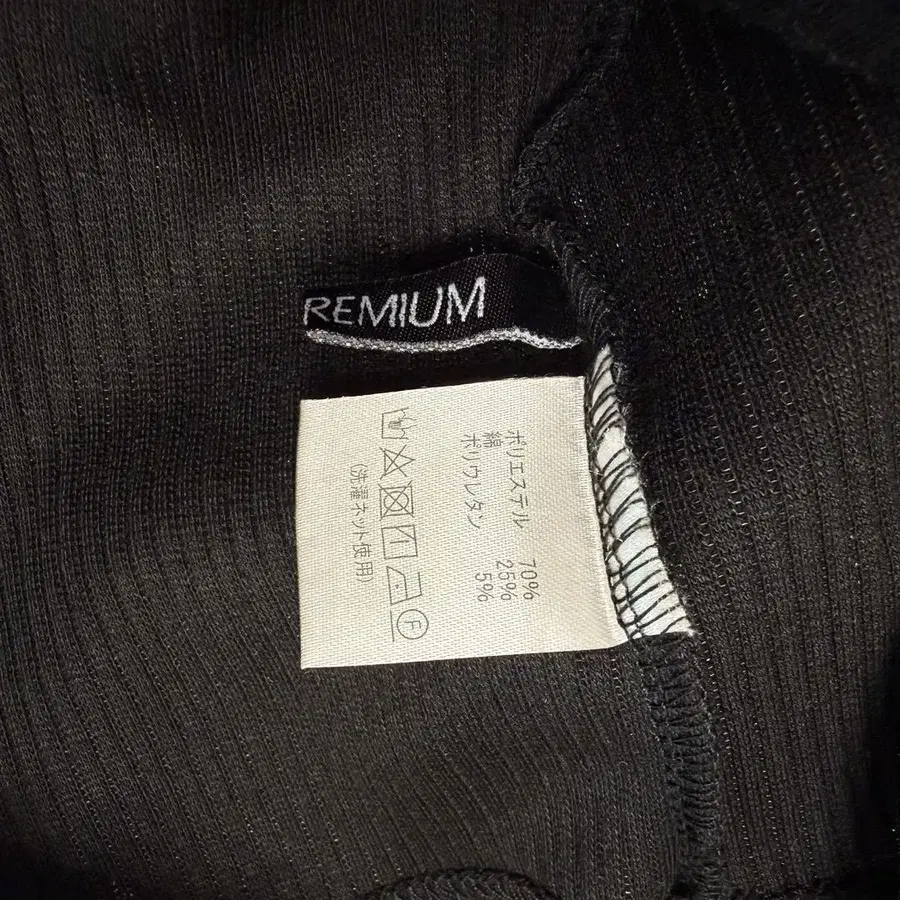 REMIUM
ポリエステル 70%
綿 25%
ポリウレタン 5%
F
(洗濯ネット使用)